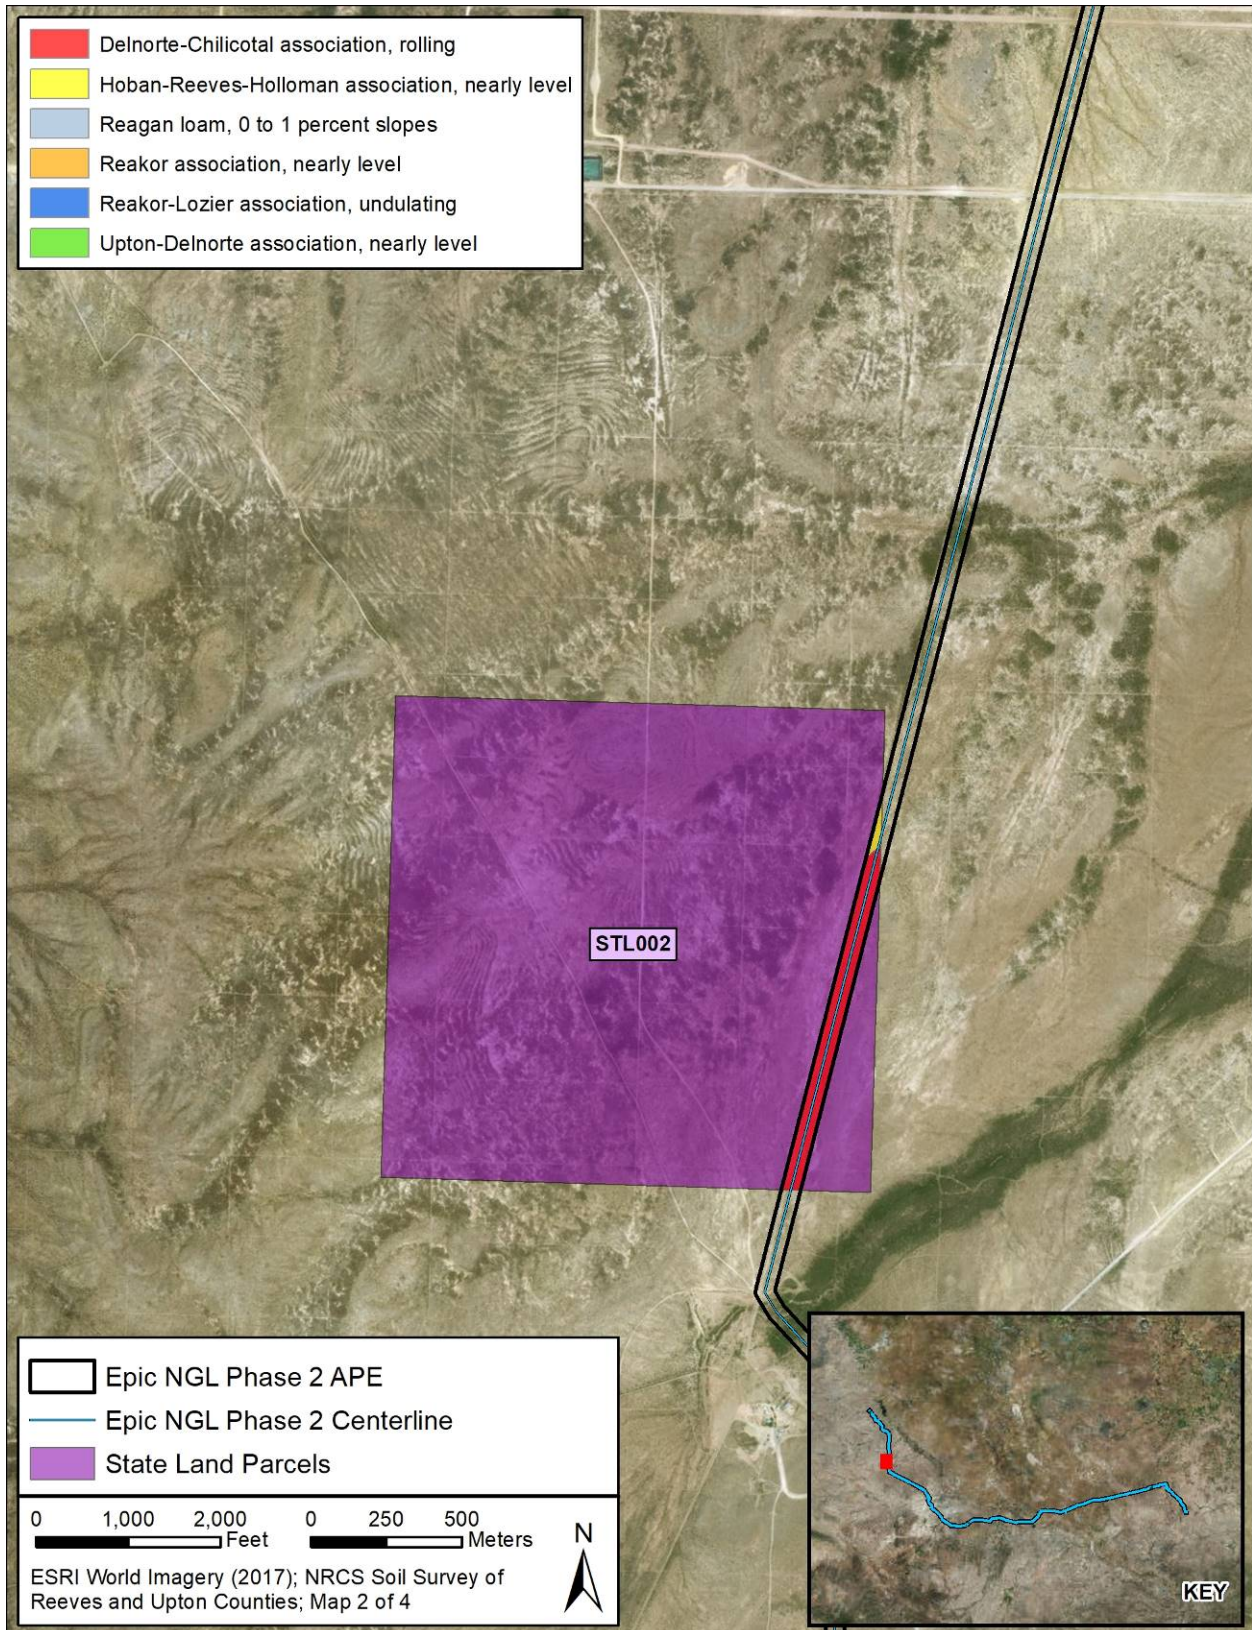 Delnorte-Chilicotal association, rolling
Hoban-Reeves-Holloman association, nearly level
Reagan loam, 0 to 1 percent slopes
Reakor association, nearly level
Reakor-Lozier association, undulating
Upton-Delnorte association, nearly level
STL002
Epic NGL Phase 2 APE
Epic NGL Phase 2 Centerline
State Land Parcels
0 1,000 2,000 Feet
0 250 500 Meters
N
ESRI World Imagery (2017); NRCS Soil Survey of
Reeves and Upton Counties; Map 2 of 4
KEY